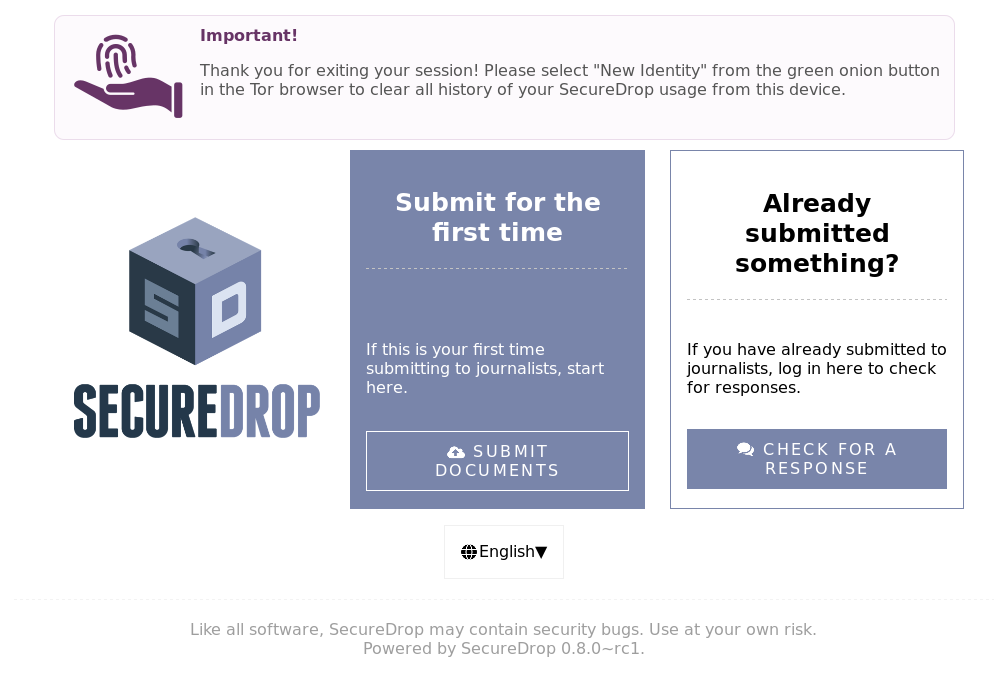 Important!
Thank you for exiting your session! Please select "New Identity" from the green onion button
in the Tor browser to clear all history of your SecureDrop usage from this device.
SD
SECUREDROP
Submit for the
first time
If this is your first time
submitting to journalists, start
here.
SUBMIT
DOCUMENTS
Already
submitted
something?
If you have already submitted to
journalists, log in here to check
for responses.
CHECK FOR A
RESPONSE
English▼
Like all software, SecureDrop may contain security bugs. Use at your own risk.
Powered by SecureDrop 0.8.0~rc1.